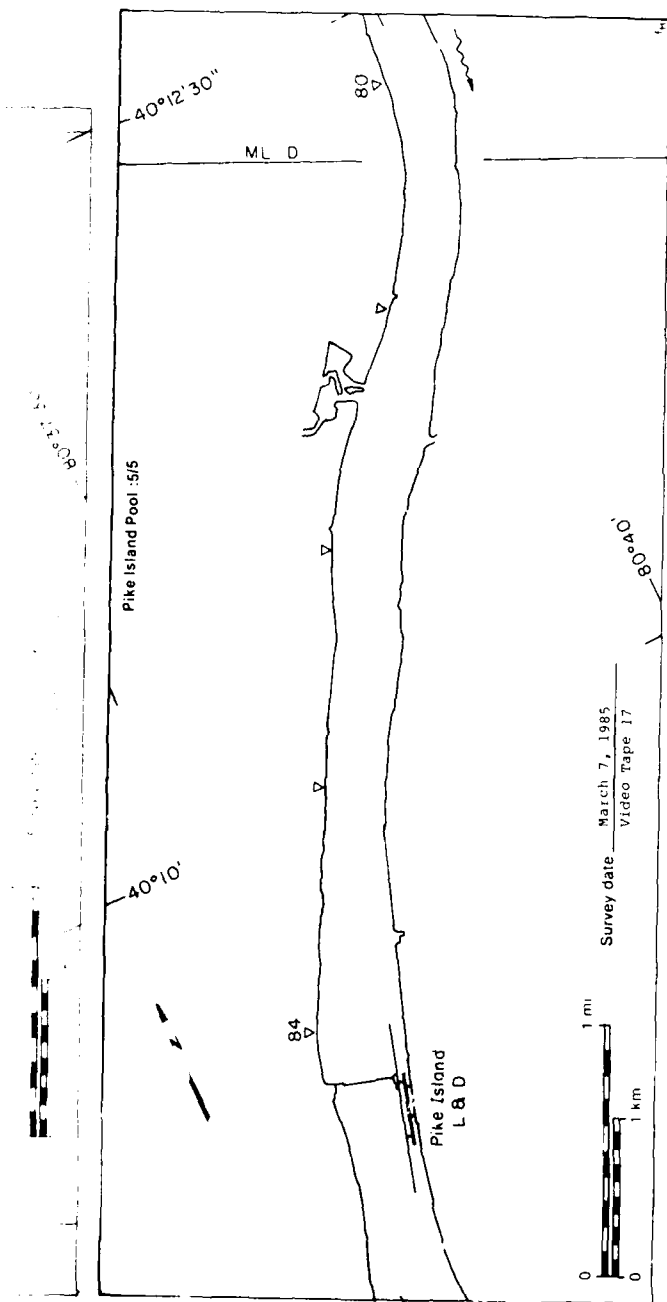 Pike Island Pool :5/5
40°12'30"
80
ML D
40°10'
84
Pike Island
L & D
80°40'
Survey date March 7, 1985
Video Tape 17
0
1 mi
0
1 km